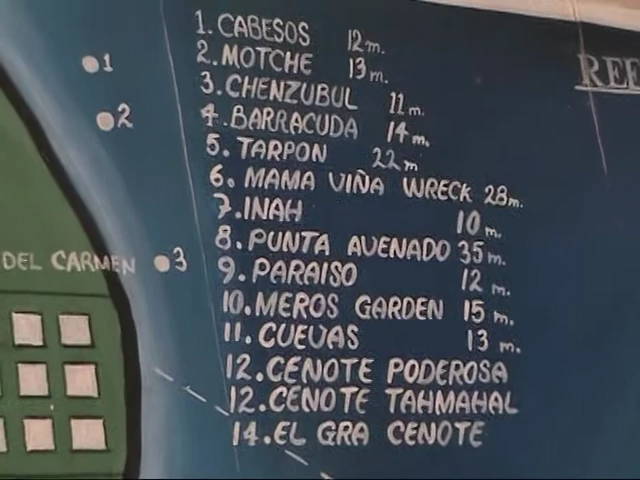 1. CABESOS 12m.
2. MOTCHE 13m.
3. CHENZUBUL 11m.
4. BARRACUDA 14m.
5. TARPON 22m
6. MAMA VIÑA WRECK 28m.
7. INAH 10m.
8. PUNTA AVENADO 35m.
9. PARAISO 12m.
10. MEROS GARDEN 15m.
11. CUEVAS 13m.
12. CENOTE PODEROSA
12. CENOTE TAHMAHAL
14. EL GRA CENOTE
1
2
DEL CARMEN 3